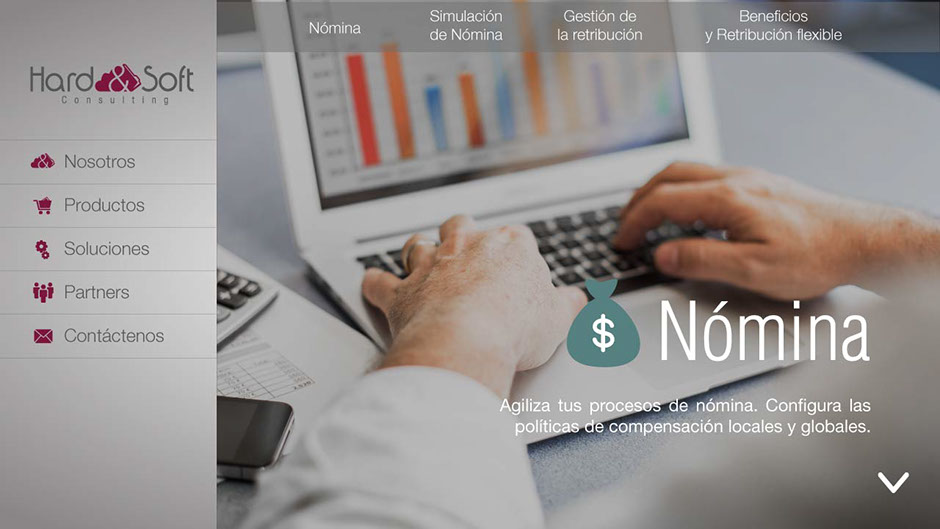 Hard & Soft
Consulting
Nosotros
Productos
Soluciones
Partners
Contáctenos
Nómina
Simulación
de Nómina
Gestión de
la retribución
Beneficios
y Retribución flexible
$ Nómina
Agiliza tus procesos de nómina. Configura las
políticas de compensación locales y globales.